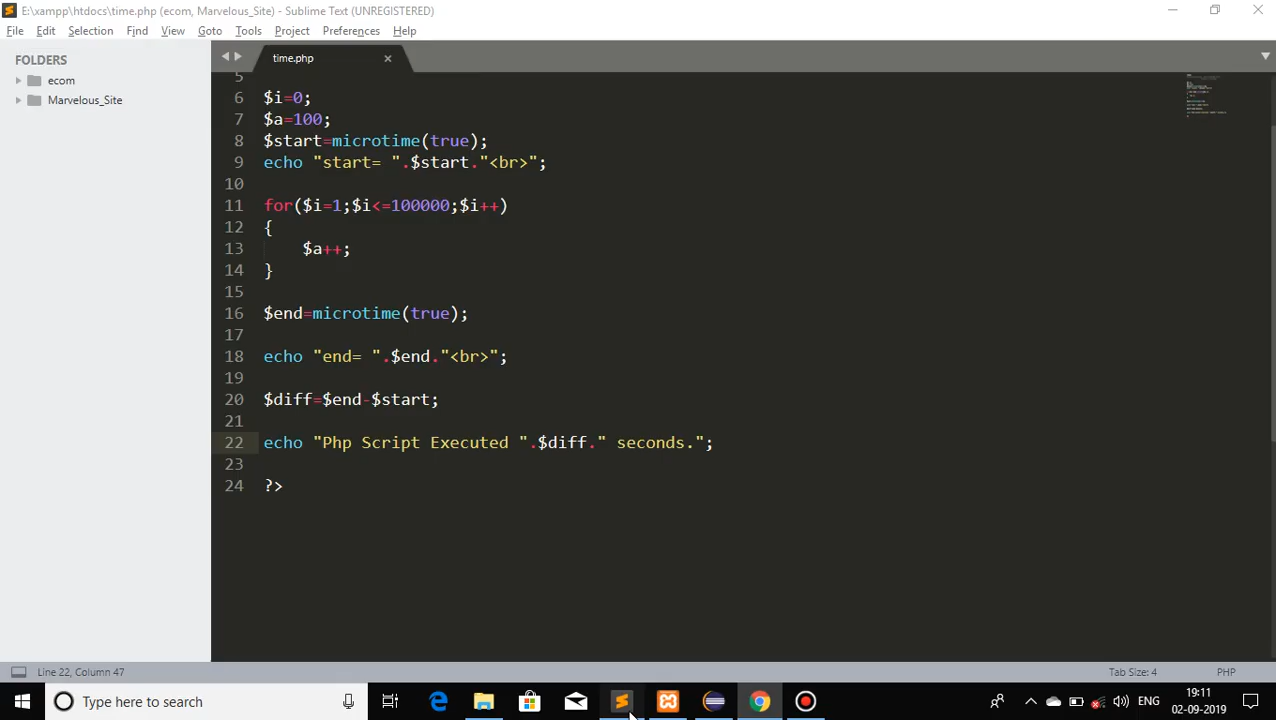 E:\xampp\htdocs\time.php (ecom, Marvelous_Site) - Sublime Text (UNREGISTERED)
File Edit Selection Find View Goto Tools Project Preferences Help
FOLDERS
ecom
Marvelous_Site
time.php
5
6 $i=0;
7 $a=100;
8 $start=microtime(true);
9 echo "start= ".$start."<br>";
10
11 for($i=1;$i<=100000;$i++)
12 {
13     $a++;
14 }
15
16 $end=microtime(true);
17
18 echo "end= ".$end."<br>";
19
20 $diff=$end-$start;
21
22 echo "Php Script Executed ".$diff." seconds.";
23
24 ?>
Line 22, Column 47
Tab Size: 4
PHP
Type here to search
ENG
19:11
02-09-2019